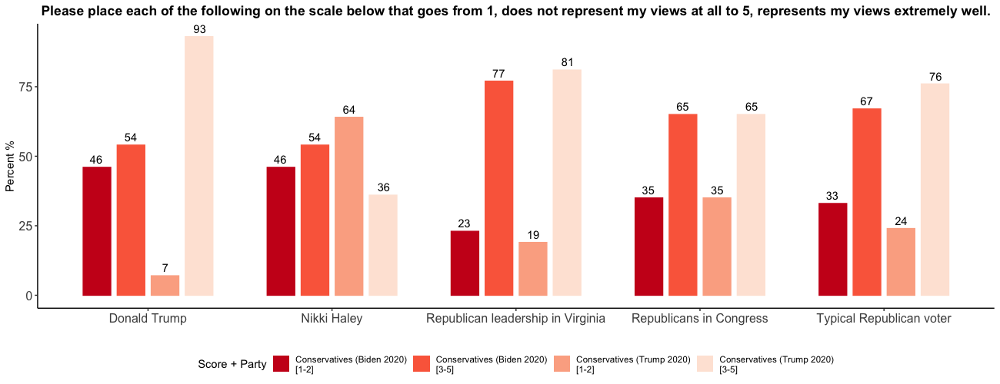 Please place each of the following on the scale below that goes from 1, does not represent my views at all to 5, represents my views extremely well.
Percent %
75
50
25
0
46
54
7
93
46
54
64
36
23
77
19
81
35
65
35
65
33
67
24
76
Donald Trump
Nikki Haley
Republican leadership in Virginia
Republicans in Congress
Typical Republican voter
Score + Party
Conservatives (Biden 2020)
[1-2]
Conservatives (Biden 2020)
[3-5]
Conservatives (Trump 2020)
[1-2]
Conservatives (Trump 2020)
[3-5]